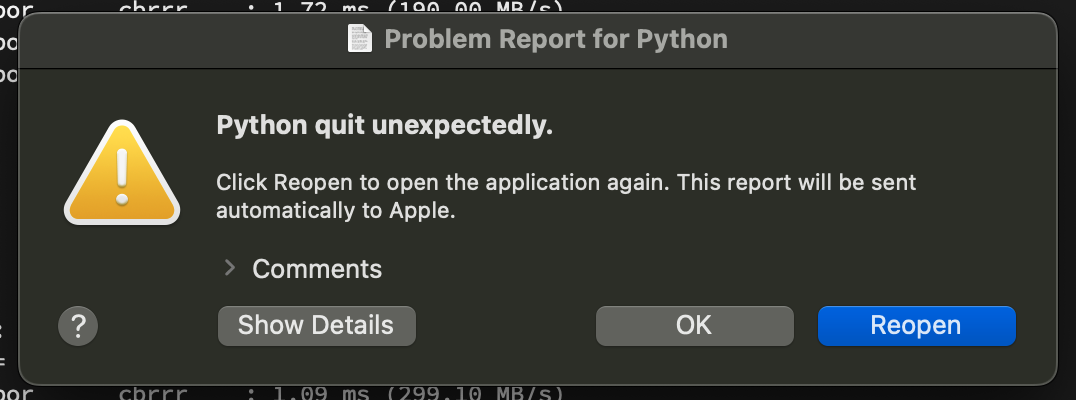 cbrrr : 1.72 ms (190.00 MB/s)
Problem Report for Python
Python quit unexpectedly.
Click Reopen to open the application again. This report will be sent
automatically to Apple.
Comments
? Show Details OK Reopen
cbrrr : 1.09 ms (299.10 MB/s)